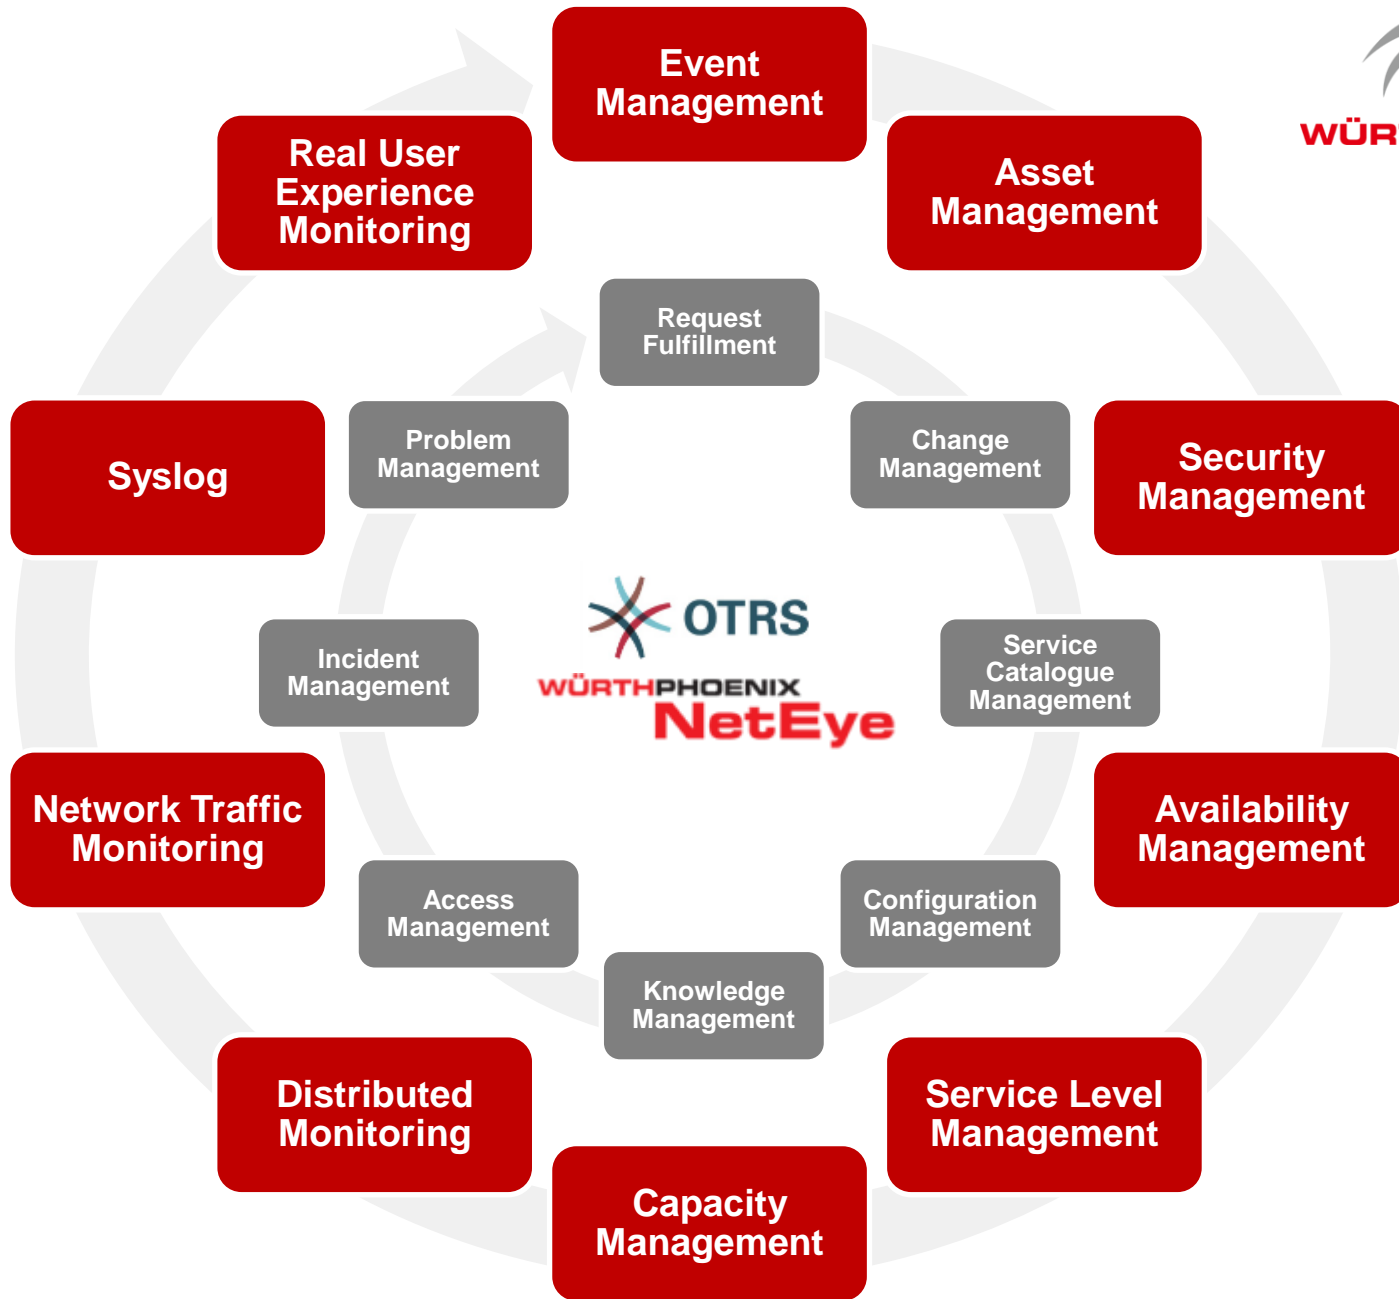 Event
Management
WÜR
Real User
Experience
Monitoring
Asset
Management
Request
Fulfillment
Syslog
Problem
Management
Change
Management
Security
Management
OTRS
WÜRTHPHOENIX
NetEye
Incident
Management
Service
Catalogue
Management
Network Traffic
Monitoring
Availability
Management
Access
Management
Configuration
Management
Knowledge
Management
Distributed
Monitoring
Service Level
Management
Capacity
Management